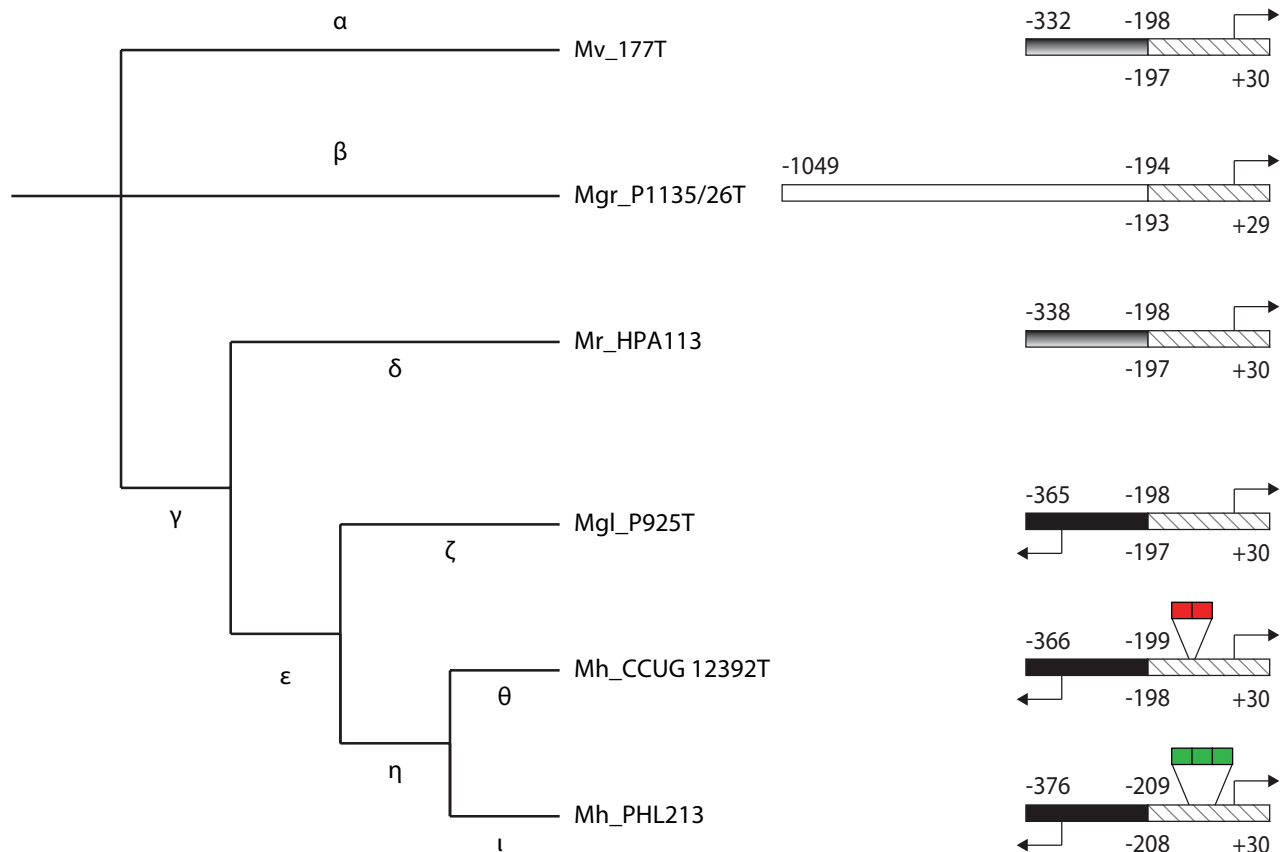 α
-332 -198
Mv_177T
-197 +30
β
-1049 -194
Mgr_P1135/26T
-193 +29
-338 -198
Mr_HPA113
δ
-197 +30
-365 -198
γ
Mgl_P925T
ζ
-197 +30
-366 -199
Mh_CCUG 12392T
ε
θ
-198 +30
η
-376 -209
Mh_PHL213
ι
-208 +30